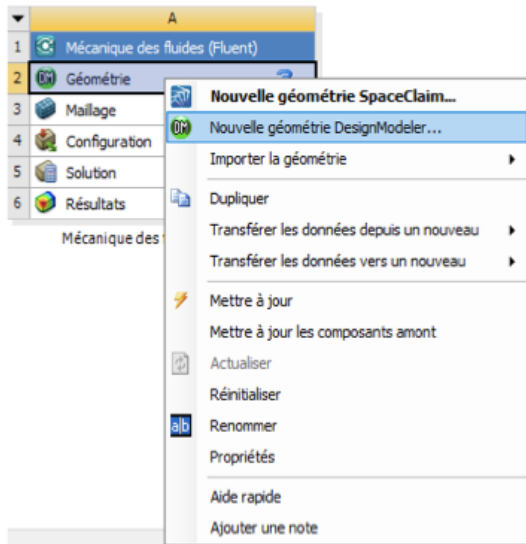 A
1 Mécanique des fluides (Fluent)
2 DM Géométrie ?
3 Maillage
4 Configuration
5 Solution
6 Résultats
Mécanique des
Nouvelle géométrie SpaceClaim...
DM Nouvelle géométrie DesignModeler...
Importer la géométrie
Dupliquer
Transférer les données depuis un nouveau
Transférer les données vers un nouveau
Mettre à jour
Mettre à jour les composants amont
Actualiser
Réinitialiser
a|b Renommer
Propriétés
Aide rapide
Ajouter une note